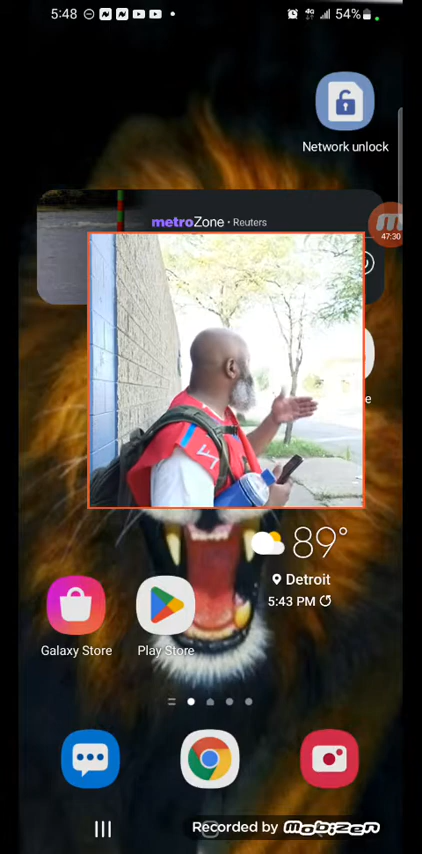 5:48
4G
54%
Network unlock
metroZone · Reuters
47:30
e
89°
Detroit
5:43 PM
Galaxy Store
Play Store
Recorded by Mobizen